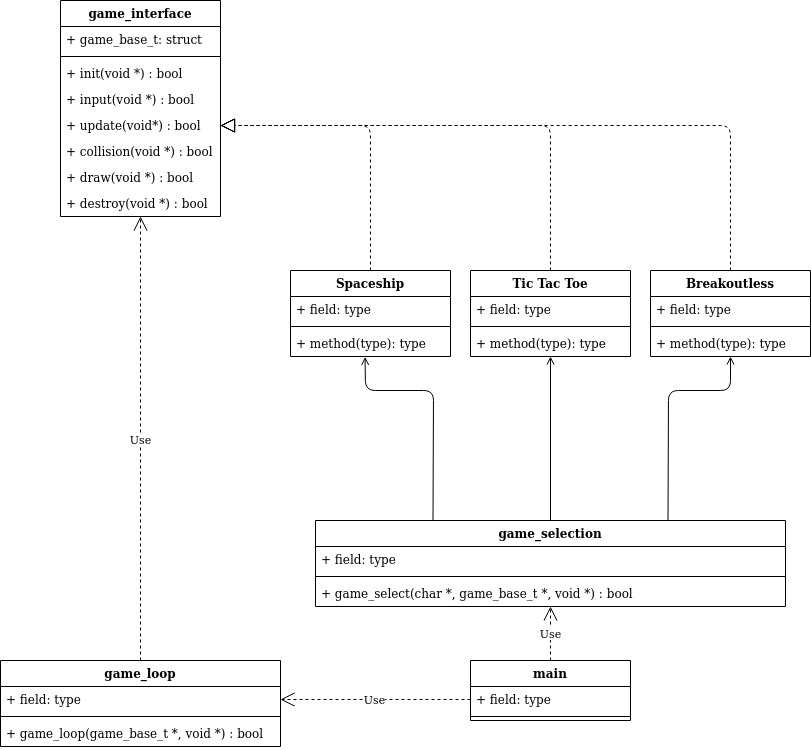 game_interface
+ game_base_t: struct
+ init(void *) : bool
+ input(void *) : bool
+ update(void*) : bool
+ collision(void *) : bool
+ draw(void *) : bool
+ destroy(void *) : bool
Spaceship
+ field: type
+ method(type): type
Tic Tac Toe
+ field: type
+ method(type): type
Breakoutless
+ field: type
+ method(type): type
Use
game_selection
+ field: type
+ game_select(char *, game_base_t *, void *) : bool
Use
game_loop
+ field: type
+ game_loop(game_base_t *, void *) : bool
Use
main
+ field: type